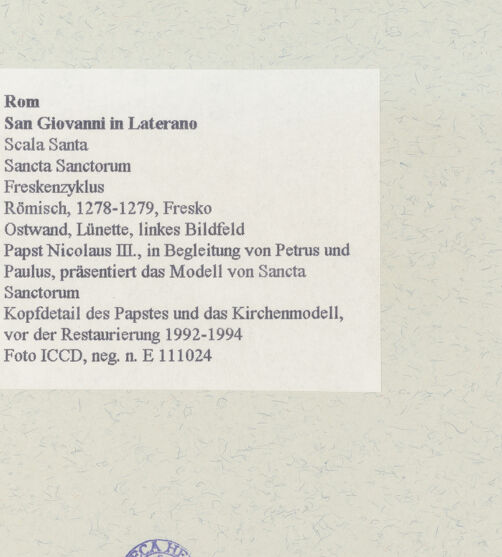 Rom
San Giovanni in Laterano
Scala Santa
Sancta Sanctorum
Freskenzyklus
Römisch, 1278-1279, Fresko
Ostwand, Lünette, linkes Bildfeld
Papst Nicolaus III., in Begleitung von Petrus und
Paulus, präsentiert das Modell von Sancta
Sanctorum
Kopfdetail des Papstes und das Kirchenmodell,
vor der Restaurierung 1992-1994
Foto ICCD, neg. n. E 111024